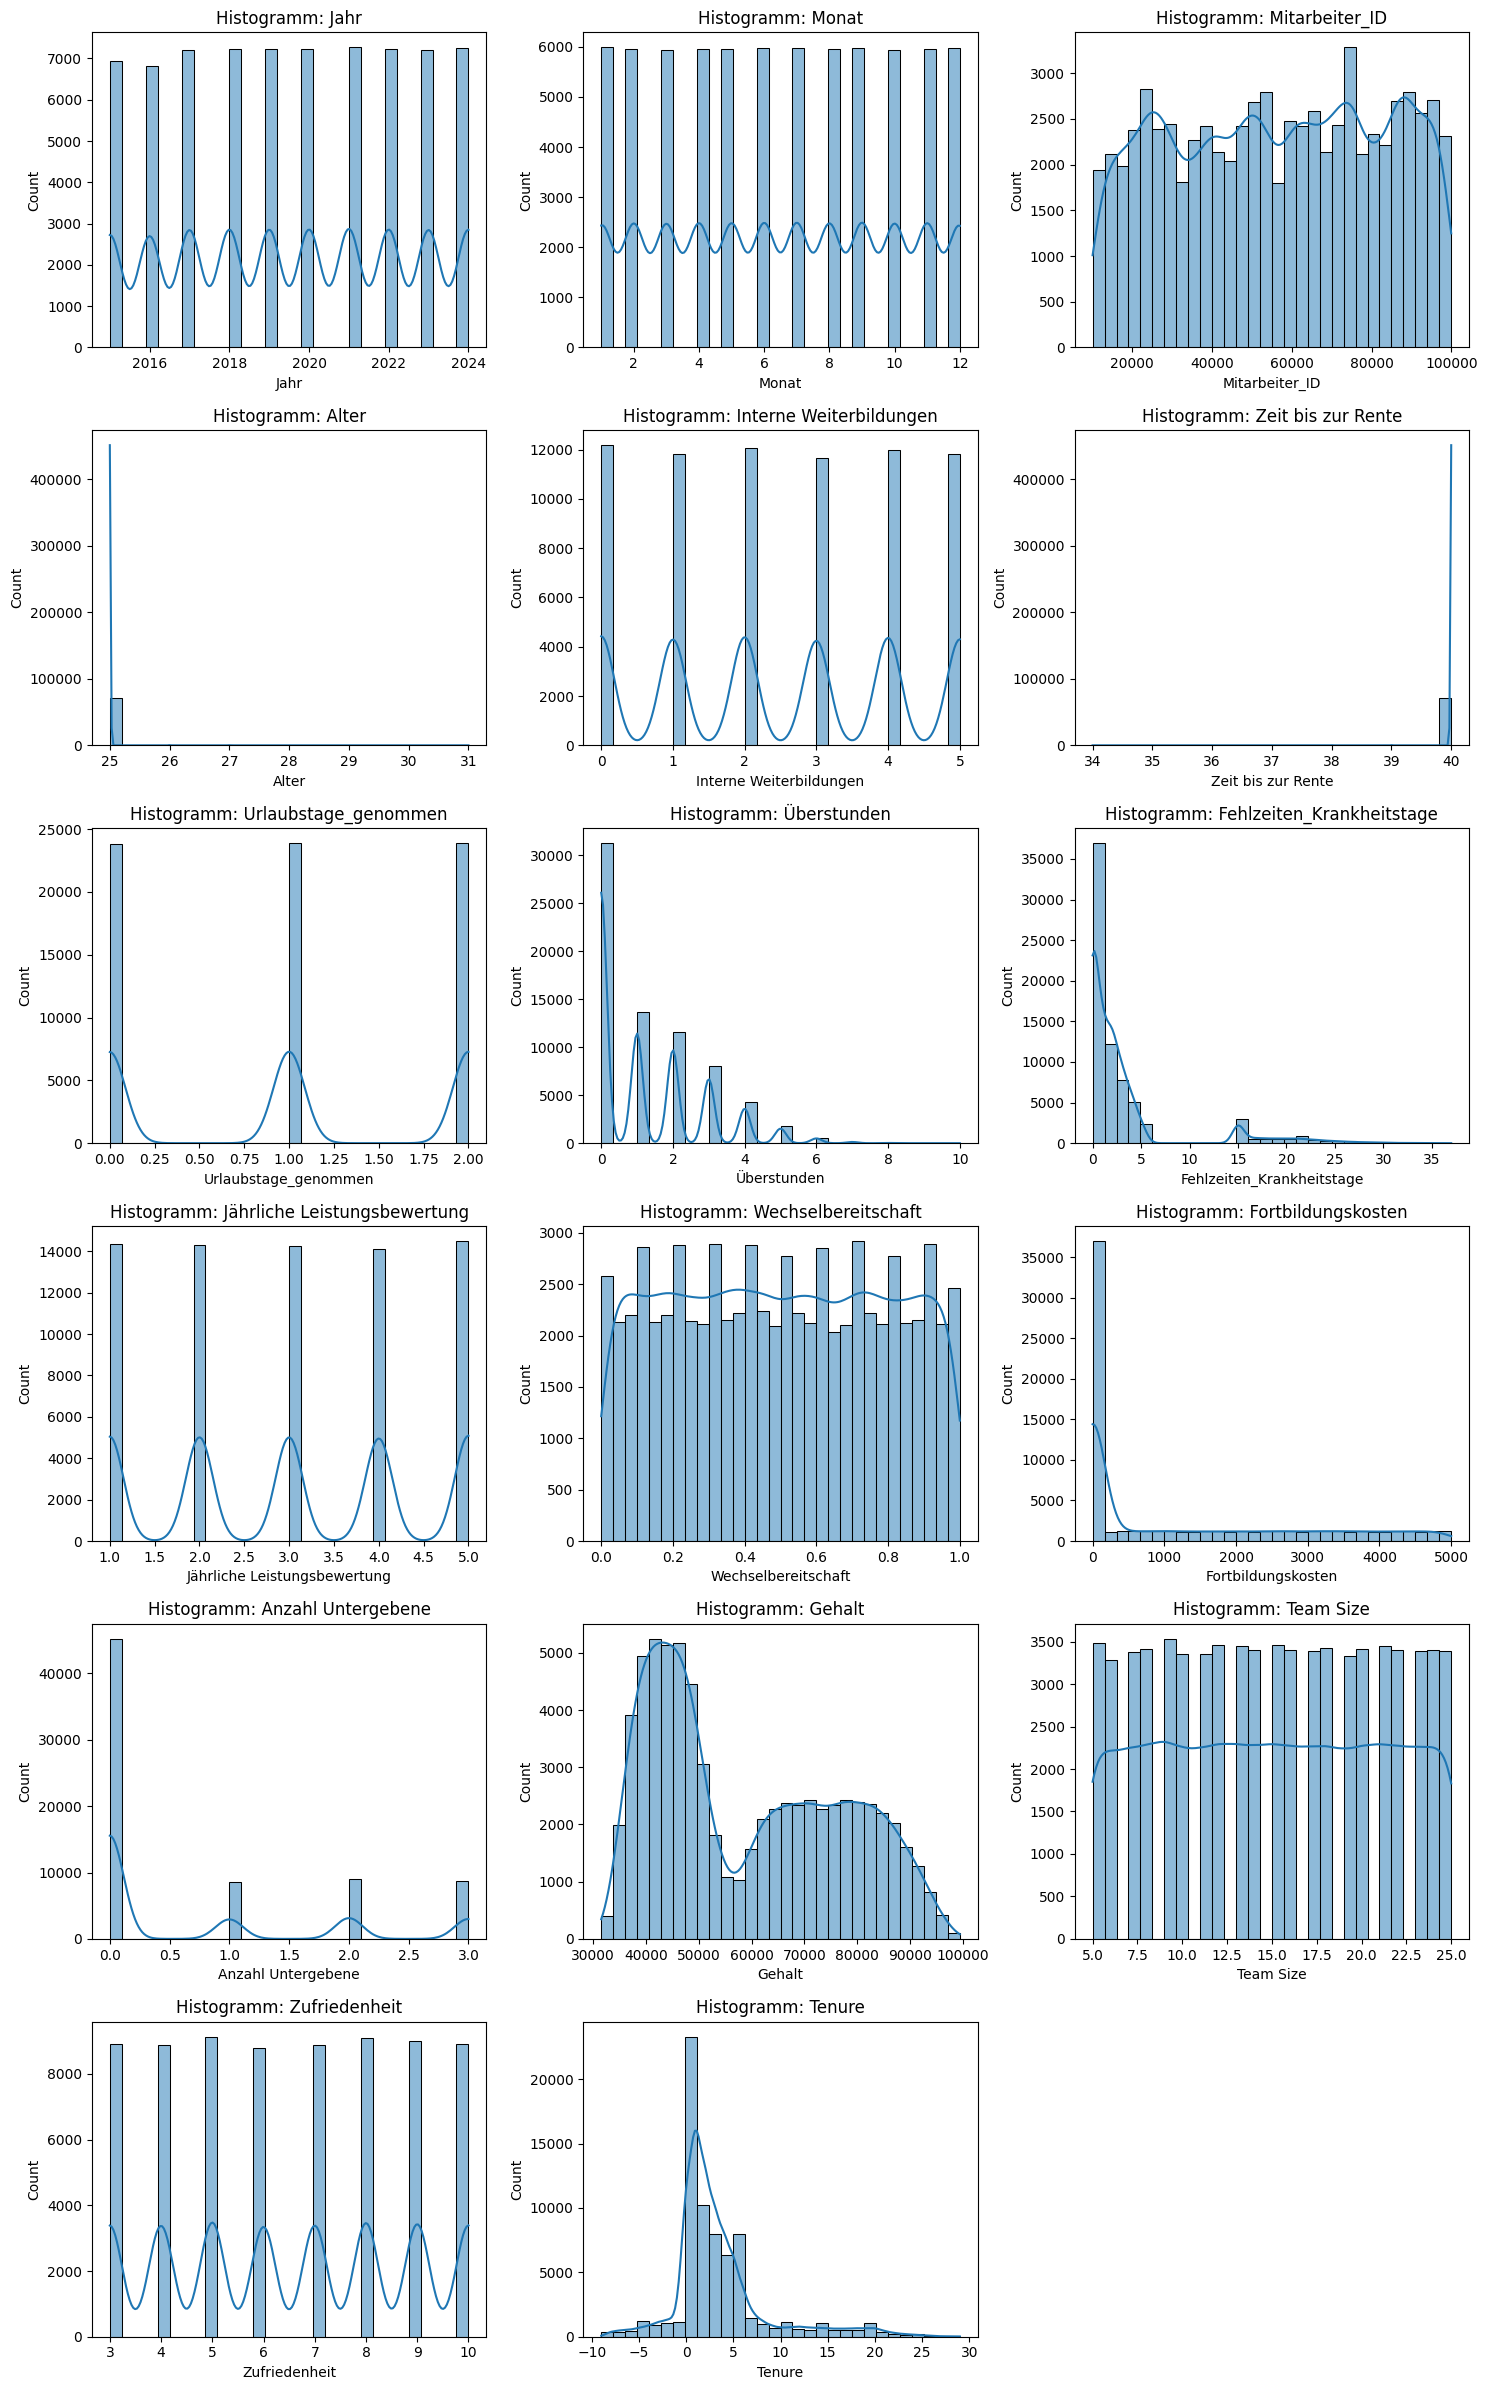 Histogramm: Jahr
Count
0
1000
2000
3000
4000
5000
6000
7000
2016 2018 2020 2022 2024
Jahr
Histogramm: Monat
Count
0
1000
2000
3000
4000
5000
6000
2 4 6 8 10 12
Monat
Histogramm: Mitarbeiter_ID
Count
0
500
1000
1500
2000
2500
3000
20000 40000 60000 80000 100000
Mitarbeiter_ID
Histogramm: Alter
Count
0
100000
200000
300000
400000
25 26 27 28 29 30 31
Alter
Histogramm: Interne Weiterbildungen
Count
0
2000
4000
6000
8000
10000
12000
0 1 2 3 4 5
Interne Weiterbildungen
Histogramm: Zeit bis zur Rente
Count
0
100000
200000
300000
400000
34 35 36 37 38 39 40
Zeit bis zur Rente
Histogramm: Urlaubstage_genommen
Count
0
5000
10000
15000
20000
25000
0.00 0.25 0.50 0.75 1.00 1.25 1.50 1.75 2.00
Urlaubstage_genommen
Histogramm: Überstunden
Count
0
5000
10000
15000
20000
25000
30000
0 2 4 6 8 10
Überstunden
Histogramm: Fehlzeiten_Krankheitstage
Count
0
5000
10000
15000
20000
25000
30000
35000
0 5 10 15 20 25 30 35
Fehlzeiten_Krankheitstage
Histogramm: Jährliche Leistungsbewertung
Count
0
2000
4000
6000
8000
10000
12000
14000
1.0 1.5 2.0 2.5 3.0 3.5 4.0 4.5 5.0
Jährliche Leistungsbewertung
Histogramm: Wechselbereitschaft
Count
0
500
1000
1500
2000
2500
3000
0.0 0.2 0.4 0.6 0.8 1.0
Wechselbereitschaft
Histogramm: Fortbildungskosten
Count
0
5000
10000
15000
20000
25000
30000
35000
0 1000 2000 3000 4000 5000
Fortbildungskosten
Histogramm: Anzahl Untergebene
Count
0
10000
20000
30000
40000
0.0 0.5 1.0 1.5 2.0 2.5 3.0
Anzahl Untergebene
Histogramm: Gehalt
Count
0
1000
2000
3000
4000
5000
30000 40000 50000 60000 70000 80000 90000 100000
Gehalt
Histogramm: Team Size
Count
0
500
1000
1500
2000
2500
3000
3500
5.0 7.5 10.0 12.5 15.0 17.5 20.0 22.5 25.0
Team Size
Histogramm: Zufriedenheit
Count
0
2000
4000
6000
8000
3 4 5 6 7 8 9 10
Zufriedenheit
Histogramm: Tenure
Count
0
5000
10000
15000
20000
−10 −5 0 5 10 15 20 25 30
Tenure